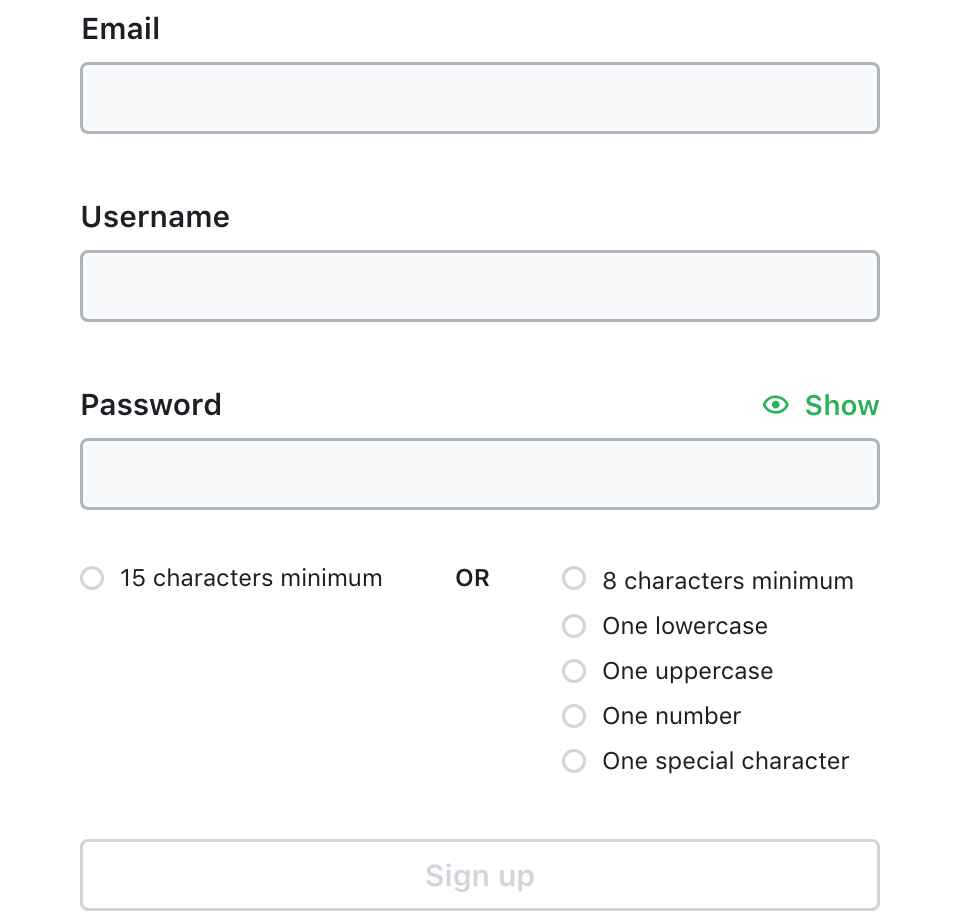 Email
Username
Password
Show
15 characters minimum
OR
8 characters minimum
One lowercase
One uppercase
One number
One special character
Sign up